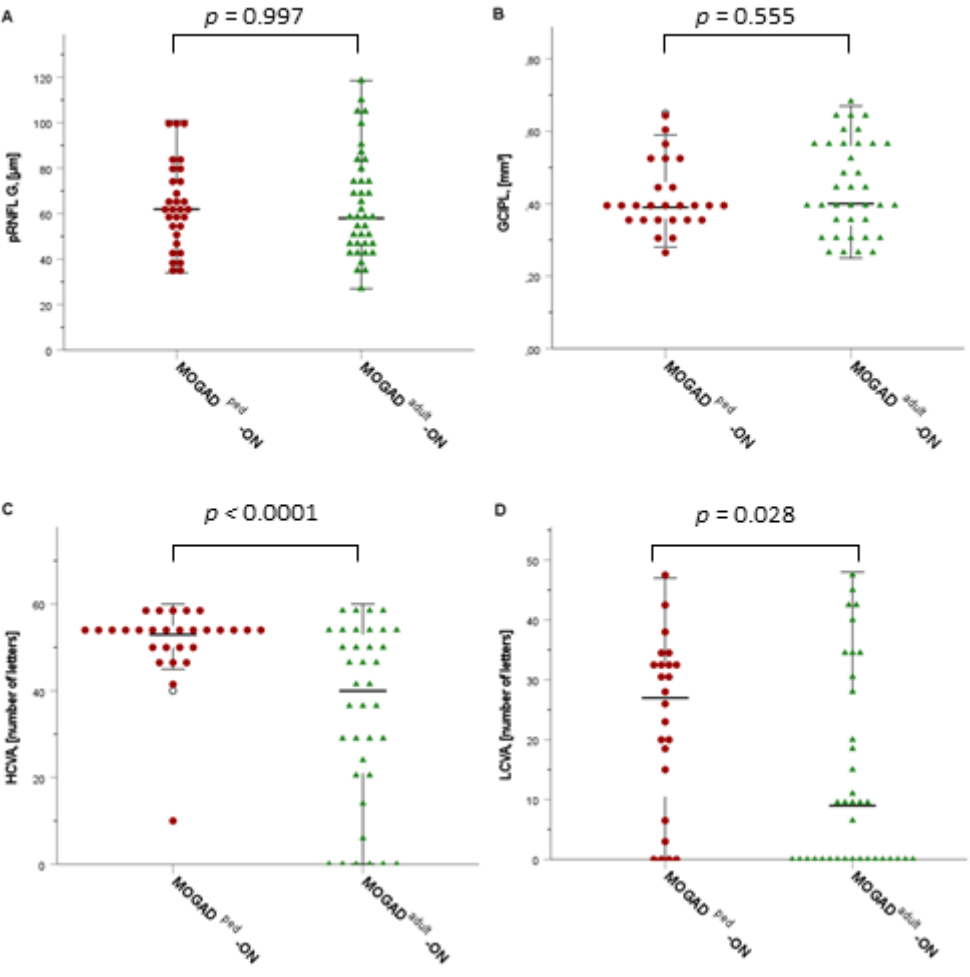 A
p = 0.997
pRNFL G, [µm]
120
100
80
60
40
20
0
MOGAD ped -ON
MOGAD adult -ON
B
p = 0.555
GCIPL, [mm³]
,80
,60
,40
,20
,00
MOGAD ped -ON
MOGAD adult -ON
C
p < 0.0001
HCVA, [number of letters]
60
40
20
0
MOGAD ped -ON
MOGAD adult -ON
D
p = 0.028
LCVA, [number of letters]
50
40
30
20
10
0
MOGAD ped -ON
MOGAD adult -ON